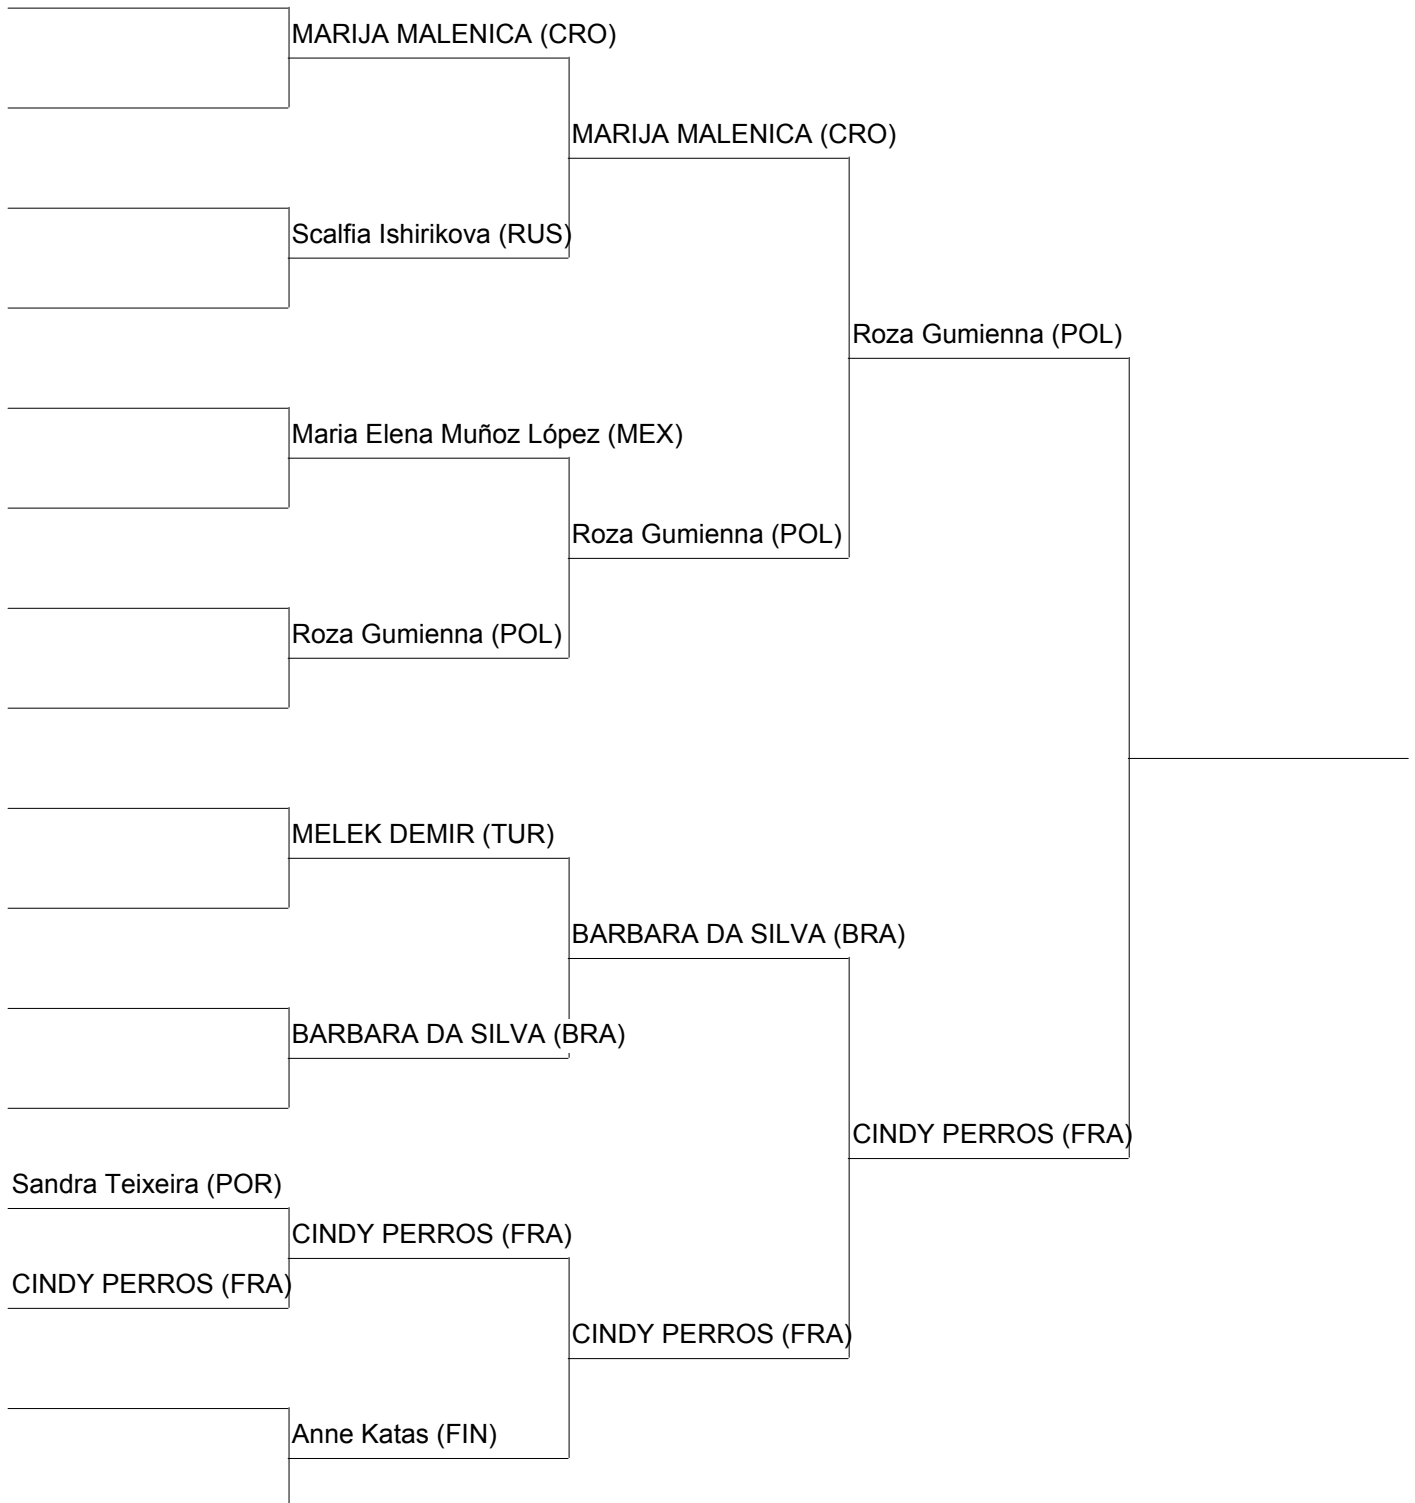 MARIJA MALENICA (CRO)
MARIJA MALENICA (CRO)
Scalfia Ishirikova (RUS)
Roza Gumienna (POL)
Maria Elena Muñoz López (MEX)
Roza Gumienna (POL)
Roza Gumienna (POL)
MELEK DEMIR (TUR)
BARBARA DA SILVA (BRA)
BARBARA DA SILVA (BRA)
CINDY PERROS (FRA)
Sandra Teixeira (POR)
CINDY PERROS (FRA)
CINDY PERROS (FRA)
CINDY PERROS (FRA)
Anne Katas (FIN)